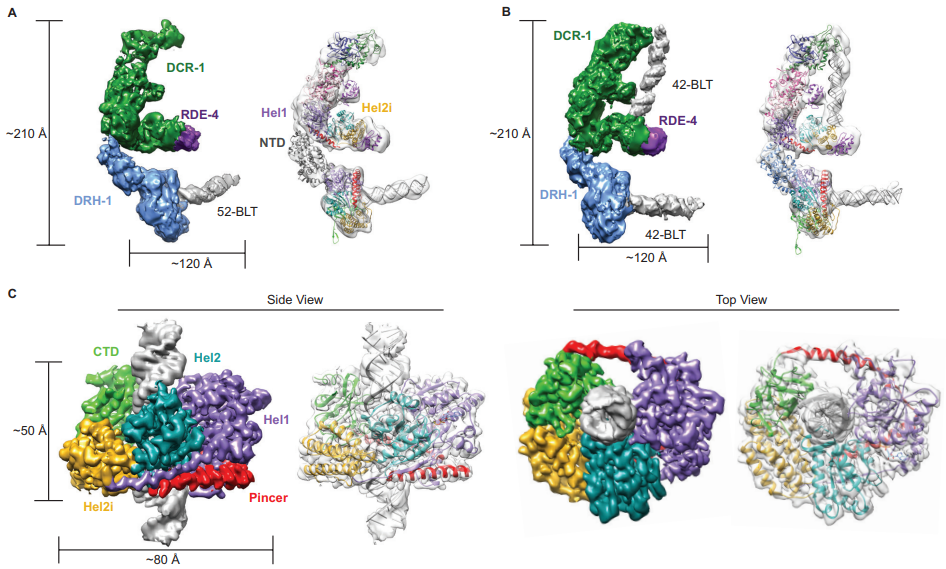 A
DCR-1
RDE-4
~210 Å
DRH-1
52-BLT
~120 Å
Hel1
Hel2i
NTD
B
DCR-1
42-BLT
RDE-4
~210 Å
DRH-1
42-BLT
~120 Å
C
Side View
Top View
CTD
Hel2
Hel1
~50 Å
Pincer
Hel2i
~80 Å